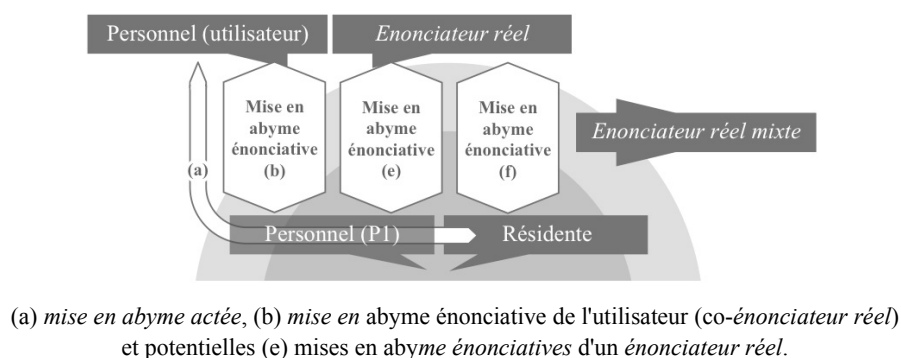 Personnel (utilisateur)
Enonciateur réel
Mise en
abyme
énonciative
(b)
Mise en
abyme
énonciative
(e)
Mise en
abyme
énonciative
(f)
Enonciateur réel mixte
(a)
Personnel (P1)
Résidente
(a) mise en abyme actée, (b) mise en abyme énonciative de l'utilisateur (co-énonciateur réel)
et potentielles (e) mises en abyme énonciatives d'un énonciateur réel.